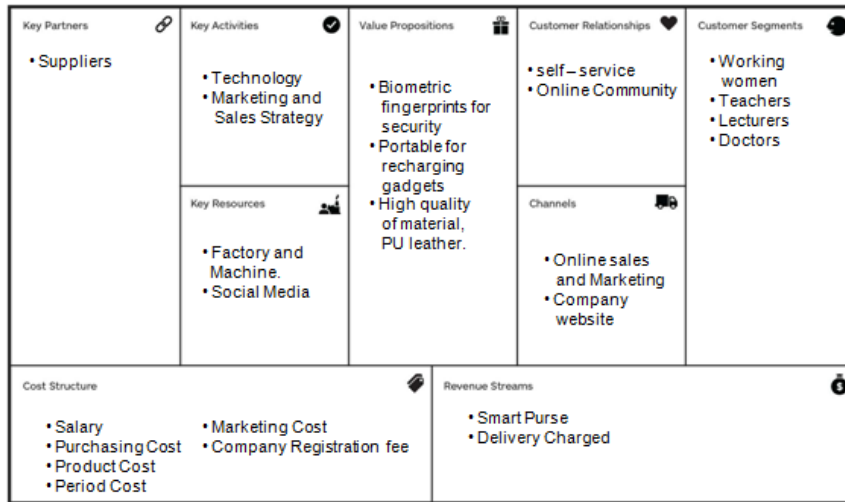 Key Partners
• Suppliers
Key Activities
• Technology
• Marketing and
Sales Strategy
Key Resources
• Factory and
Machine.
• Social Media
Value Propositions
• Biometric
fingerprints for
security
• Portable for
recharging
gadgets
• High quality
of material,
PU leather.
Customer Relationships
• self – service
• Online Community
Channels
• Online sales
and Marketing
• Company
website
Customer Segments
• Working
women
• Teachers
• Lecturers
• Doctors
Cost Structure
• Salary
• Purchasing Cost
• Product Cost
• Period Cost
• Marketing Cost
• Company Registration fee
Revenue Streams
$
• Smart Purse
• Delivery Charged